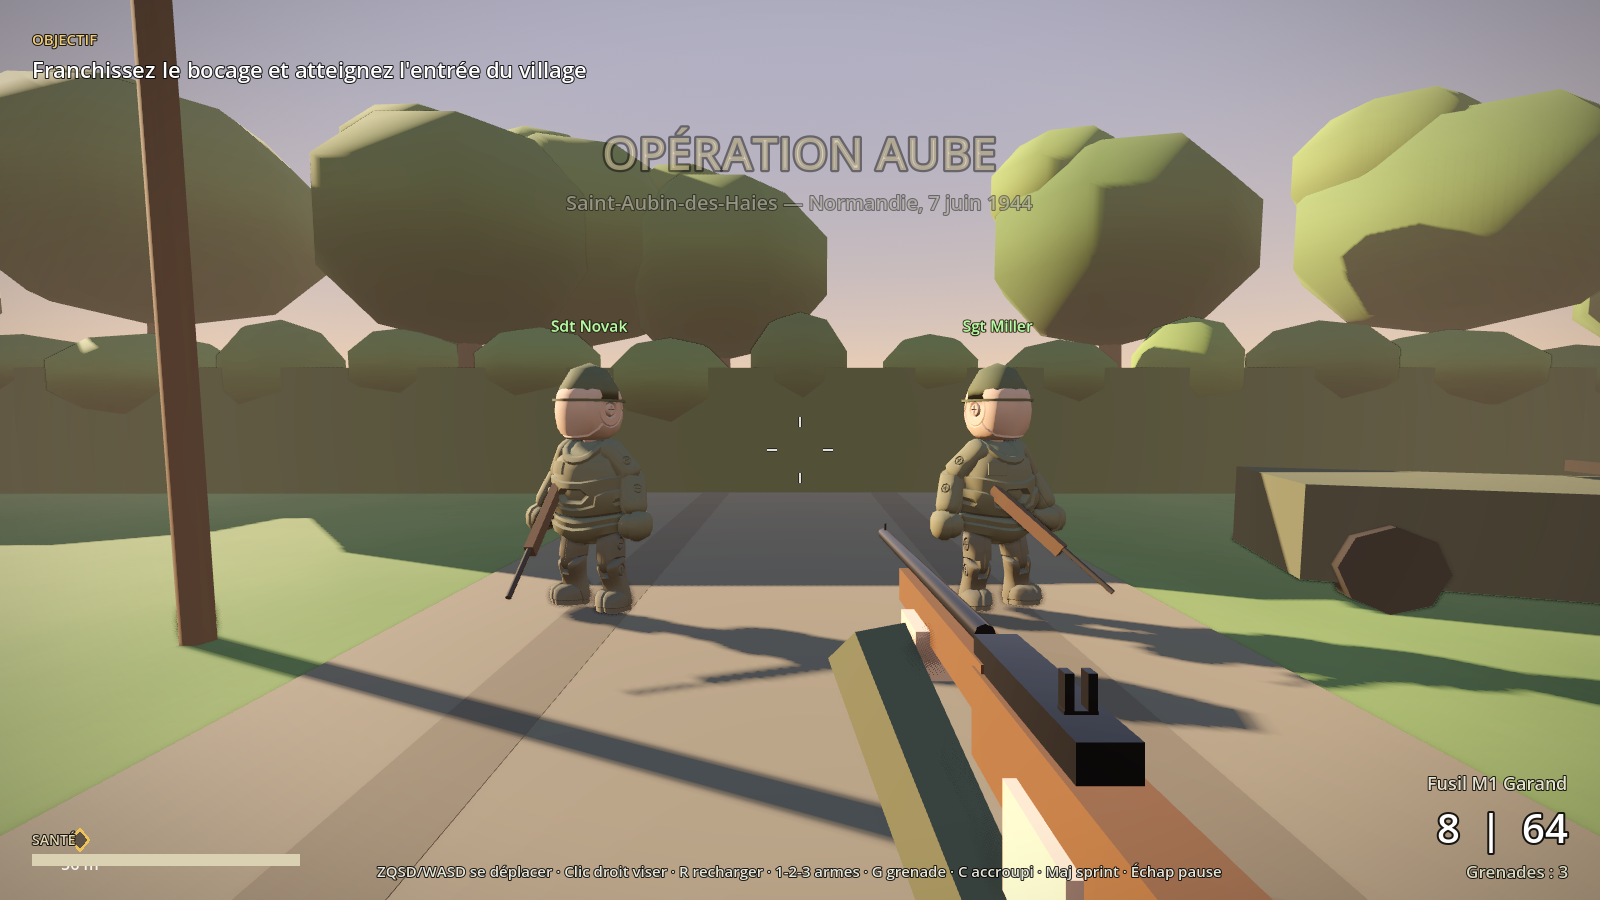 OBJECTIF
Franchissez le bocage et atteignez l'entrée du village
OPÉRATION AUBE
Saint-Aubin-des-Haies — Normandie, 7 juin 1944
Sdt Novak
Sgt Miller
Fusil M1 Garand
8 | 64
Grenades : 3
SANTÉ
ZQSD/WASD se déplacer · Clic droit viser · R recharger · 1-2-3 armes · G grenade · C accroupi · Maj sprint · Échap pause